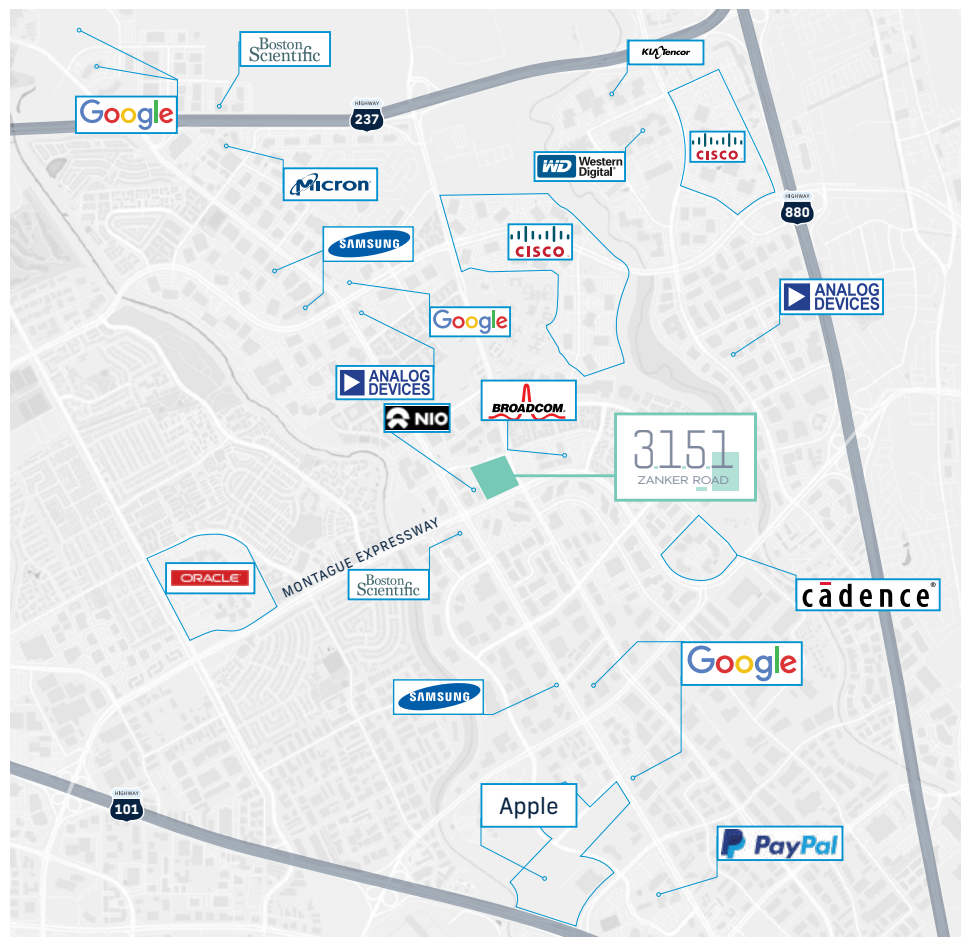 Boston
Scientific
KLA Tencor
Google
HIGHWAY
237
CISCO
WD Western
Digital
Micron
HIGHWAY
880
SAMSUNG
CISCO
ANALOG
DEVICES
Google
ANALOG
DEVICES
BROADCOM
NIO
3151
ZANKER ROAD
MONTAGUE EXPRESSWAY
ORACLE
Boston
Scientific
cādence®
Google
SAMSUNG
HIGHWAY
101
Apple
PayPal